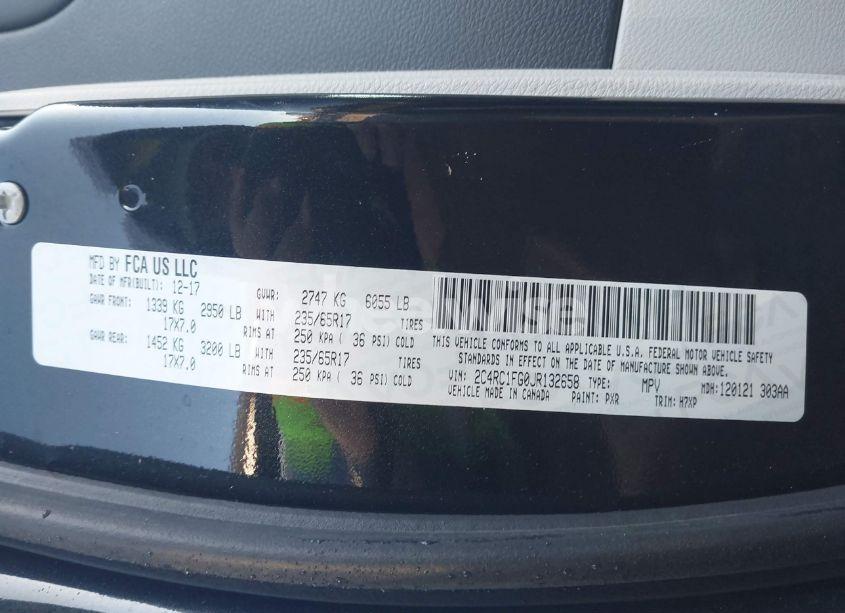 MFD BY FCA US LLC
DATE OF MFR(BUILT): 12-17 GVWR: 2747 KG 6055 LB
GAWR FRONT: 1339 KG 2950 LB WITH 235/65R17 TIRES
17X7.0 RIMS AT 250 KPA ( 36 PSI) COLD
GAWR REAR: 1452 KG 3200 LB WITH 235/65R17 TIRES
17X7.0 RIMS AT 250 KPA ( 36 PSI) COLD
THIS VEHICLE CONFORMS TO ALL APPLICABLE U.S.A. FEDERAL MOTOR VEHICLE SAFETY
STANDARDS IN EFFECT ON THE DATE OF MANUFACTURE SHOWN ABOVE.
VIN: 2C4RC1FG0JR132658 TYPE: MPV MDH: 120121 303AA
VEHICLE MADE IN CANADA PAINT: PXR TRIM: H7XP